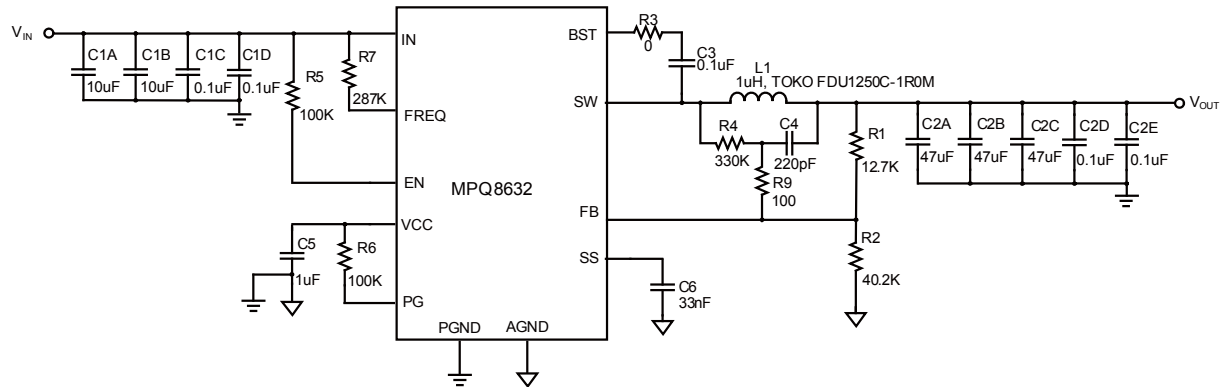 V_IN
C1A
10uF
C1B
10uF
C1C
0.1uF
C1D
0.1uF
R5
100K
R7
287K
IN
FREQ
EN
VCC
PG
C5
1uF
R6
100K
MPQ8632
PGND
AGND
BST
SW
FB
SS
R3
0
C3
0.1uF
L1
1uH, TOKO FDU1250C-1R0M
R4
330K
C4
220pF
R9
100
R1
12.7K
R2
40.2K
C6
33nF
C2A
47uF
C2B
47uF
C2C
47uF
C2D
0.1uF
C2E
0.1uF
V_OUT